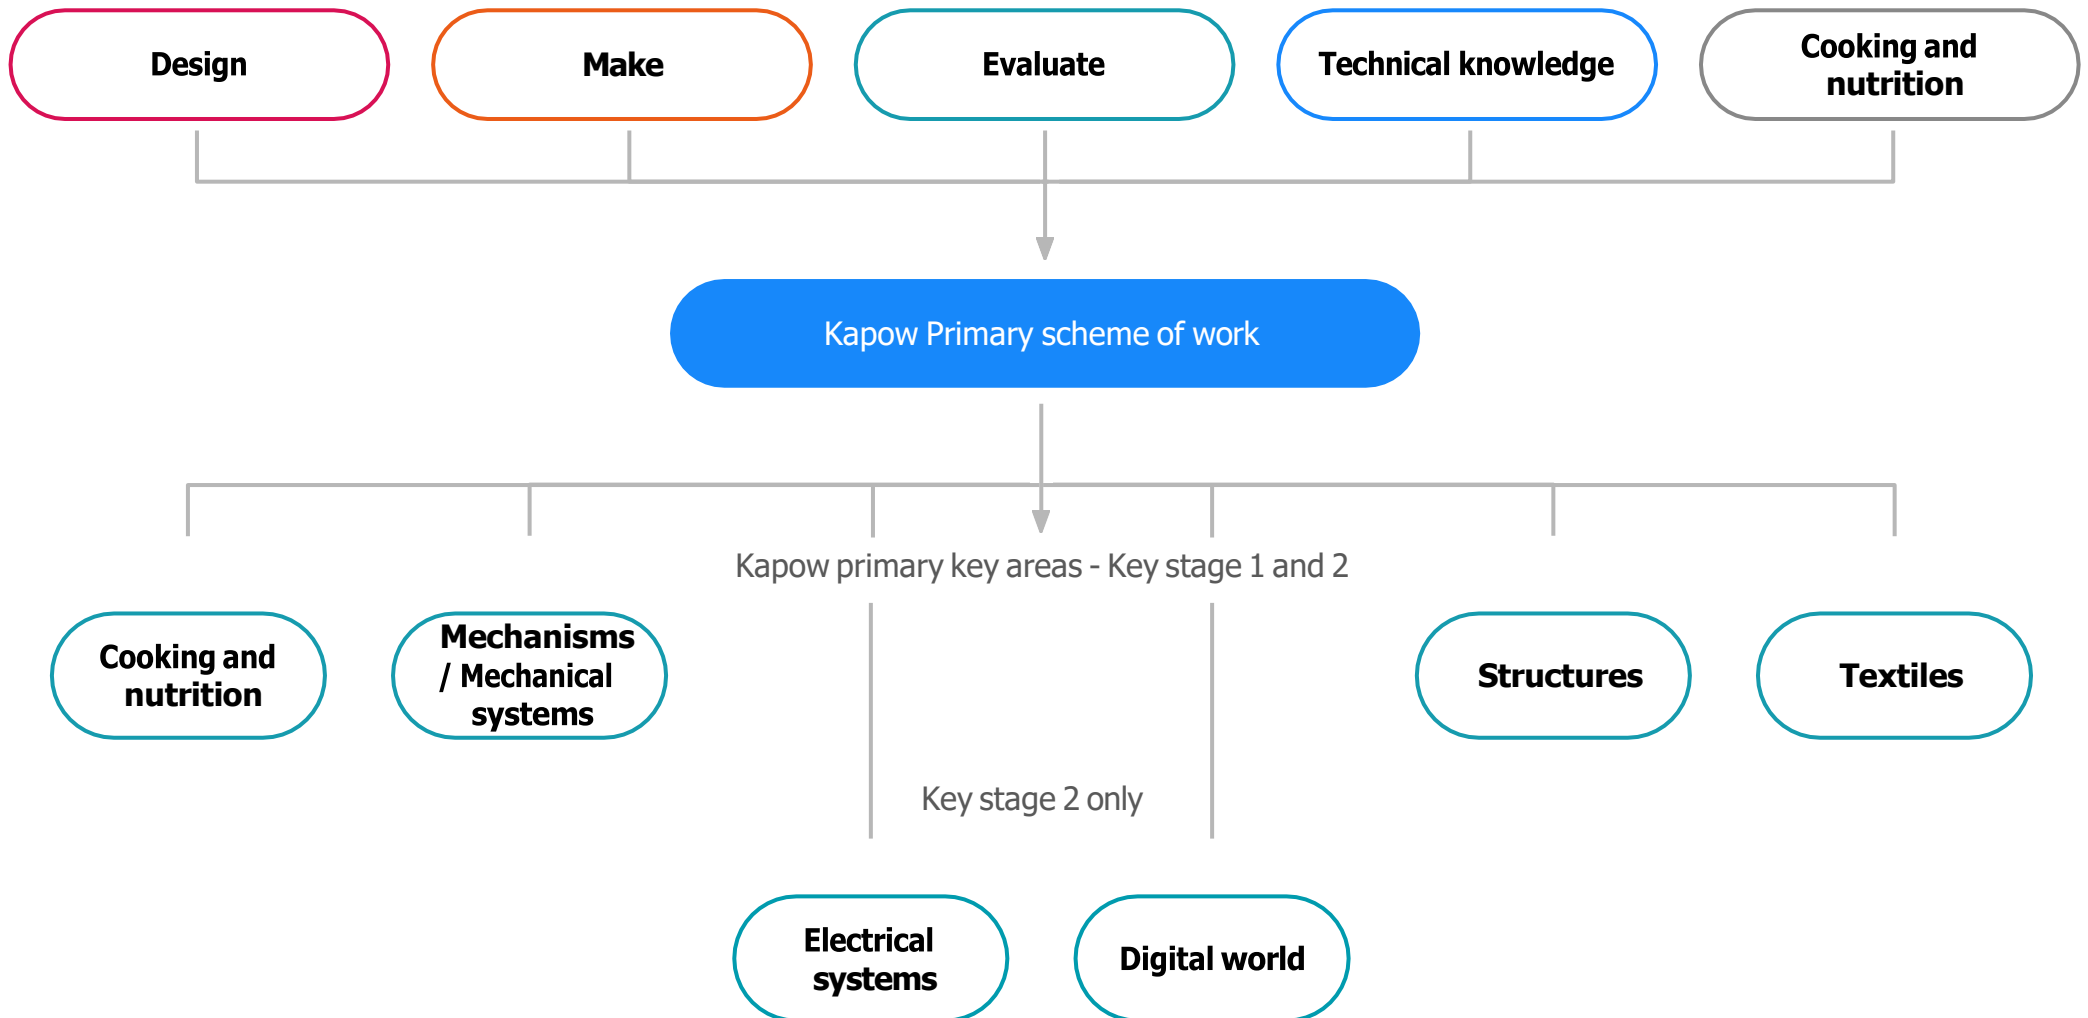 Design
Make
Evaluate
Technical knowledge
Cooking and
nutrition
Kapow Primary scheme of work
Kapow primary key areas - Key stage 1 and 2
Cooking and
nutrition
Mechanisms
/ Mechanical
systems
Structures
Textiles
Key stage 2 only
Electrical
systems
Digital world